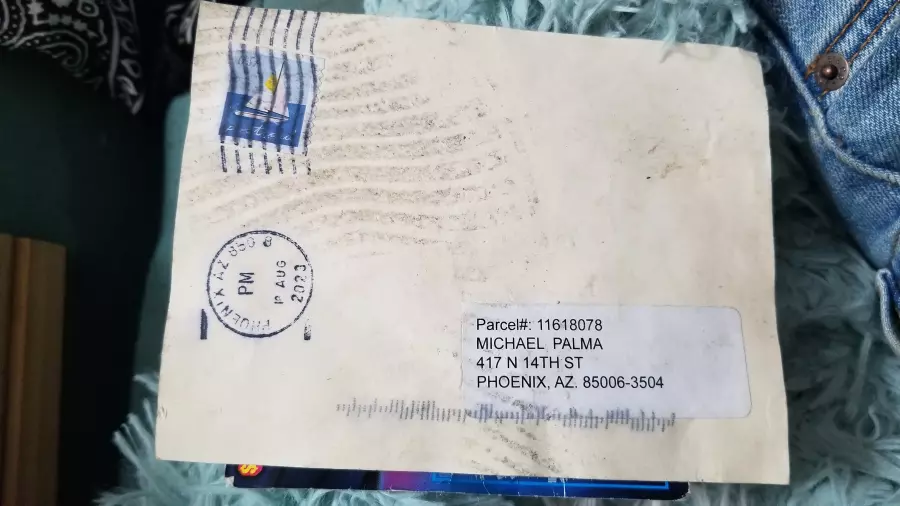 PHOENIX AZ 850
PM
AUG
2023
Parcel#: 11618078
MICHAEL PALMA
417 N 14TH ST
PHOENIX, AZ. 85006-3504